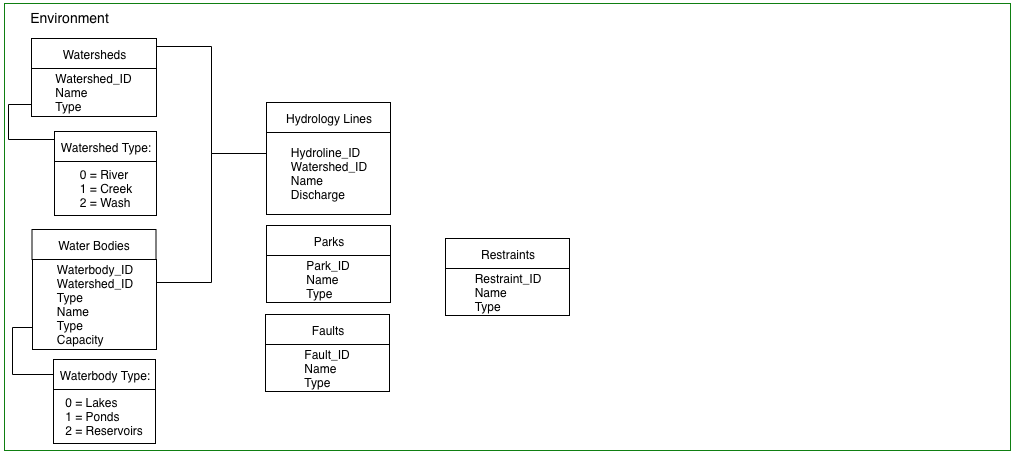 Environment
Watersheds
Watershed_ID
Name
Type
Watershed Type:
0 = River
1 = Creek
2 = Wash
Water Bodies
Waterbody_ID
Watershed_ID
Type
Name
Type
Capacity
Waterbody Type:
0 = Lakes
1 = Ponds
2 = Reservoirs
Hydrology Lines
Hydroline_ID
Watershed_ID
Name
Discharge
Parks
Park_ID
Name
Type
Faults
Fault_ID
Name
Type
Restraints
Restraint_ID
Name
Type